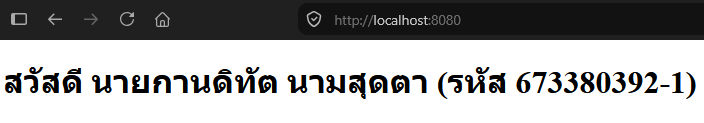 http://localhost:8080
สวัสดี นายกานดิทัต นามสุดตา (รหัส 673380392-1)